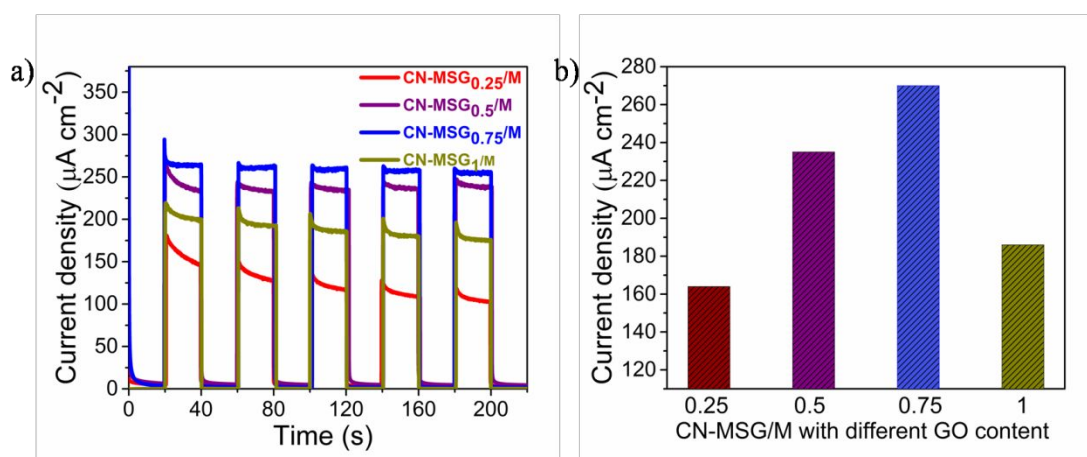 a)
Current density (μA cm-2)
350
300
250
200
150
100
50
0
CN-MSG0.25/M
CN-MSG0.5/M
CN-MSG0.75/M
CN-MSG1/M
0 40 80 120 160 200
Time (s)
b)
Current density (μA cm-2)
280
260
240
220
200
180
160
140
120
0.25 0.5 0.75 1
CN-MSG/M with different GO content